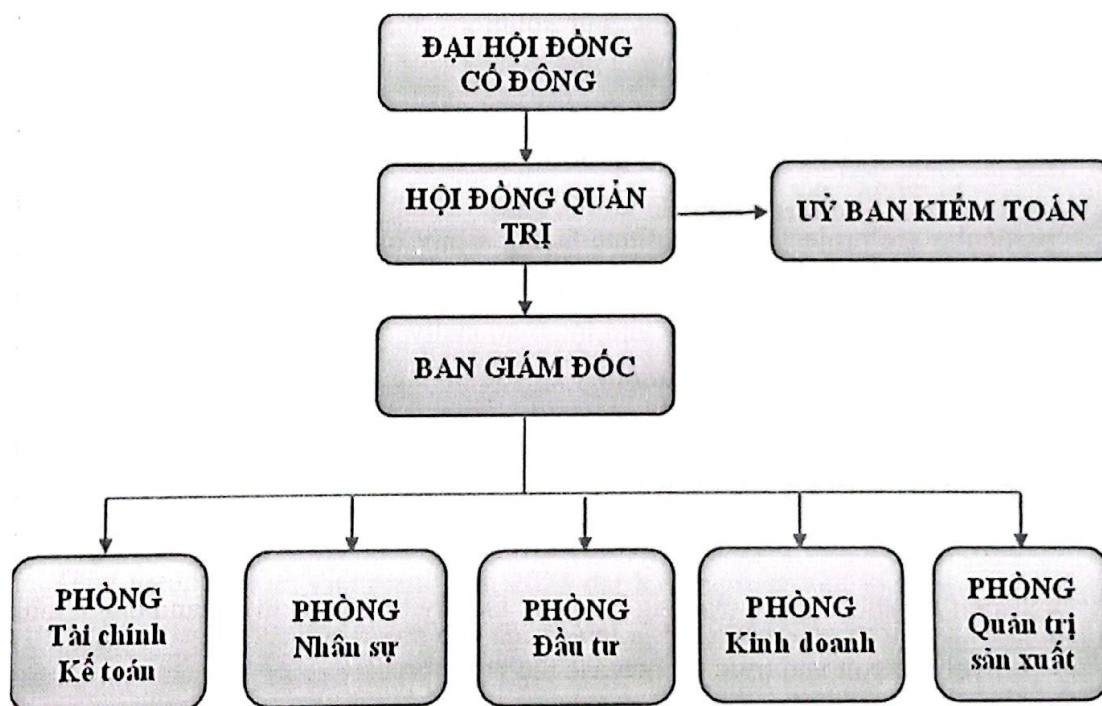 ĐẠI HỘI ĐỒNG
CỔ ĐÔNG
HỘI ĐỒNG QUẢN
TRỊ
UỶ BAN KIỂM TOÁN
BAN GIÁM ĐỐC
PHÒNG
Tài chính
Kế toán
PHÒNG
Nhân sự
PHÒNG
Đầu tư
PHÒNG
Kinh doanh
PHÒNG
Quản trị
sản xuất